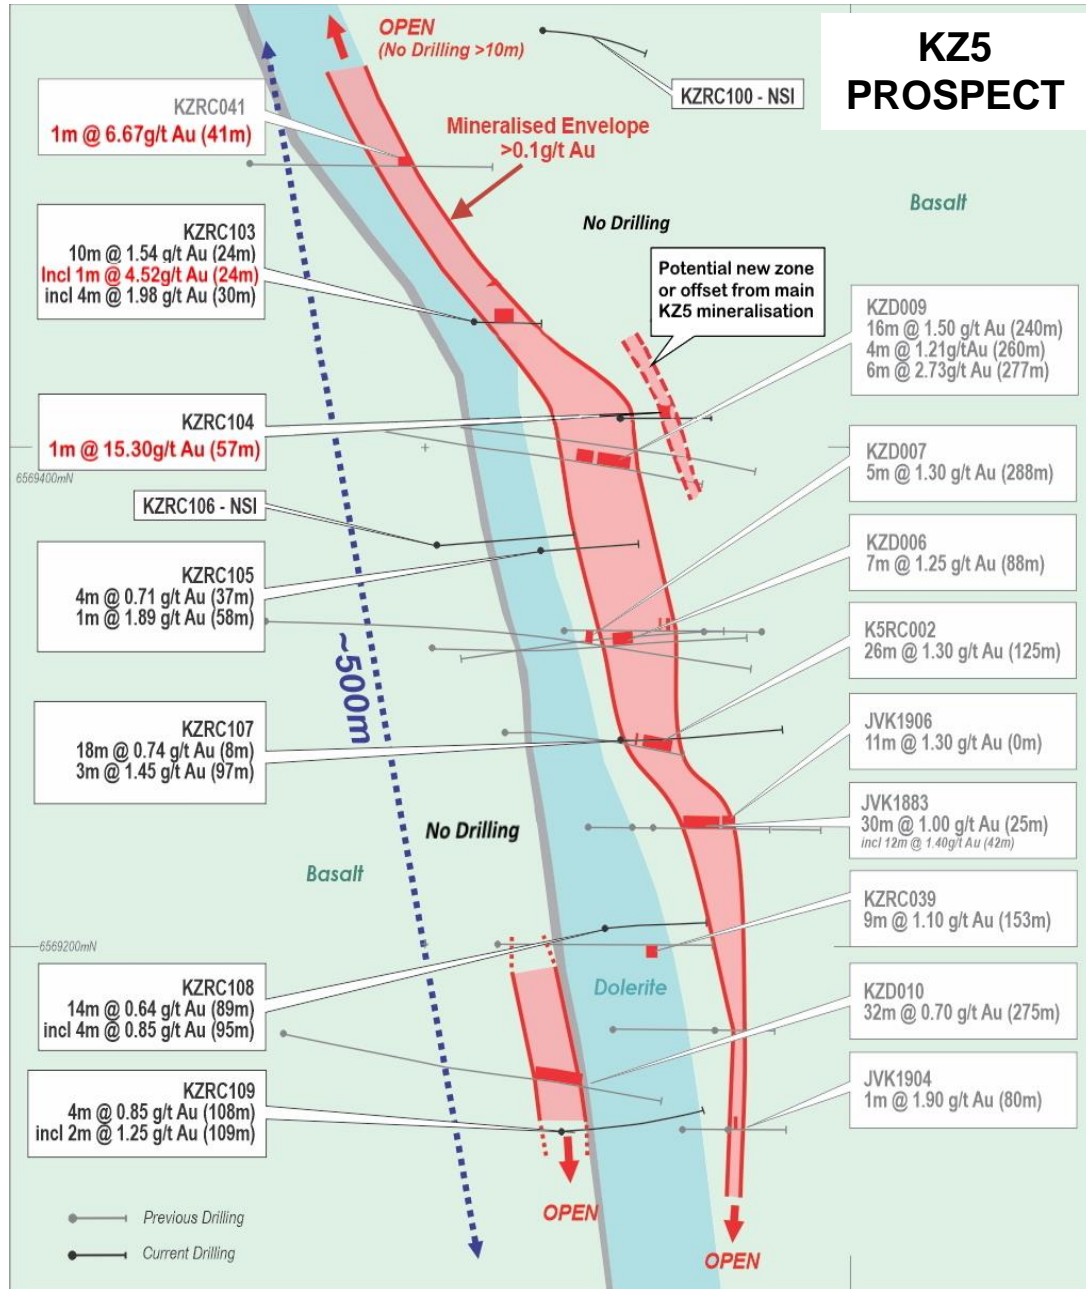 KZ5
PROSPECT
OPEN
(No Drilling >10m)
KZRC100 - NSI
KZRC041
1m @ 6.67g/t Au (41m)
Mineralised Envelope
>0.1g/t Au
Basalt
No Drilling
KZRC103
10m @ 1.54 g/t Au (24m)
Incl 1m @ 4.52g/t Au (24m)
incl 4m @ 1.98 g/t Au (30m)
Potential new zone
or offset from main
KZ5 mineralisation
KZD009
16m @ 1.50 g/t Au (240m)
4m @ 1.21g/tAu (260m)
6m @ 2.73g/t Au (277m)
KZRC104
1m @ 15.30g/t Au (57m)
KZD007
5m @ 1.30 g/t Au (288m)
6569400mN
KZRC106 - NSI
KZD006
7m @ 1.25 g/t Au (88m)
KZRC105
4m @ 0.71 g/t Au (37m)
1m @ 1.89 g/t Au (58m)
K5RC002
26m @ 1.30 g/t Au (125m)
~500m
KZRC107
18m @ 0.74 g/t Au (8m)
3m @ 1.45 g/t Au (97m)
JVK1906
11m @ 1.30 g/t Au (0m)
JVK1883
30m @ 1.00 g/t Au (25m)
incl 12m @ 1.40g/t Au (42m)
No Drilling
Basalt
KZRC039
9m @ 1.10 g/t Au (153m)
6569200mN
KZRC108
14m @ 0.64 g/t Au (89m)
incl 4m @ 0.85 g/t Au (95m)
Dolerite
KZD010
32m @ 0.70 g/t Au (275m)
KZRC109
4m @ 0.85 g/t Au (108m)
incl 2m @ 1.25 g/t Au (109m)
JVK1904
1m @ 1.90 g/t Au (80m)
OPEN
OPEN
Previous Drilling
Current Drilling